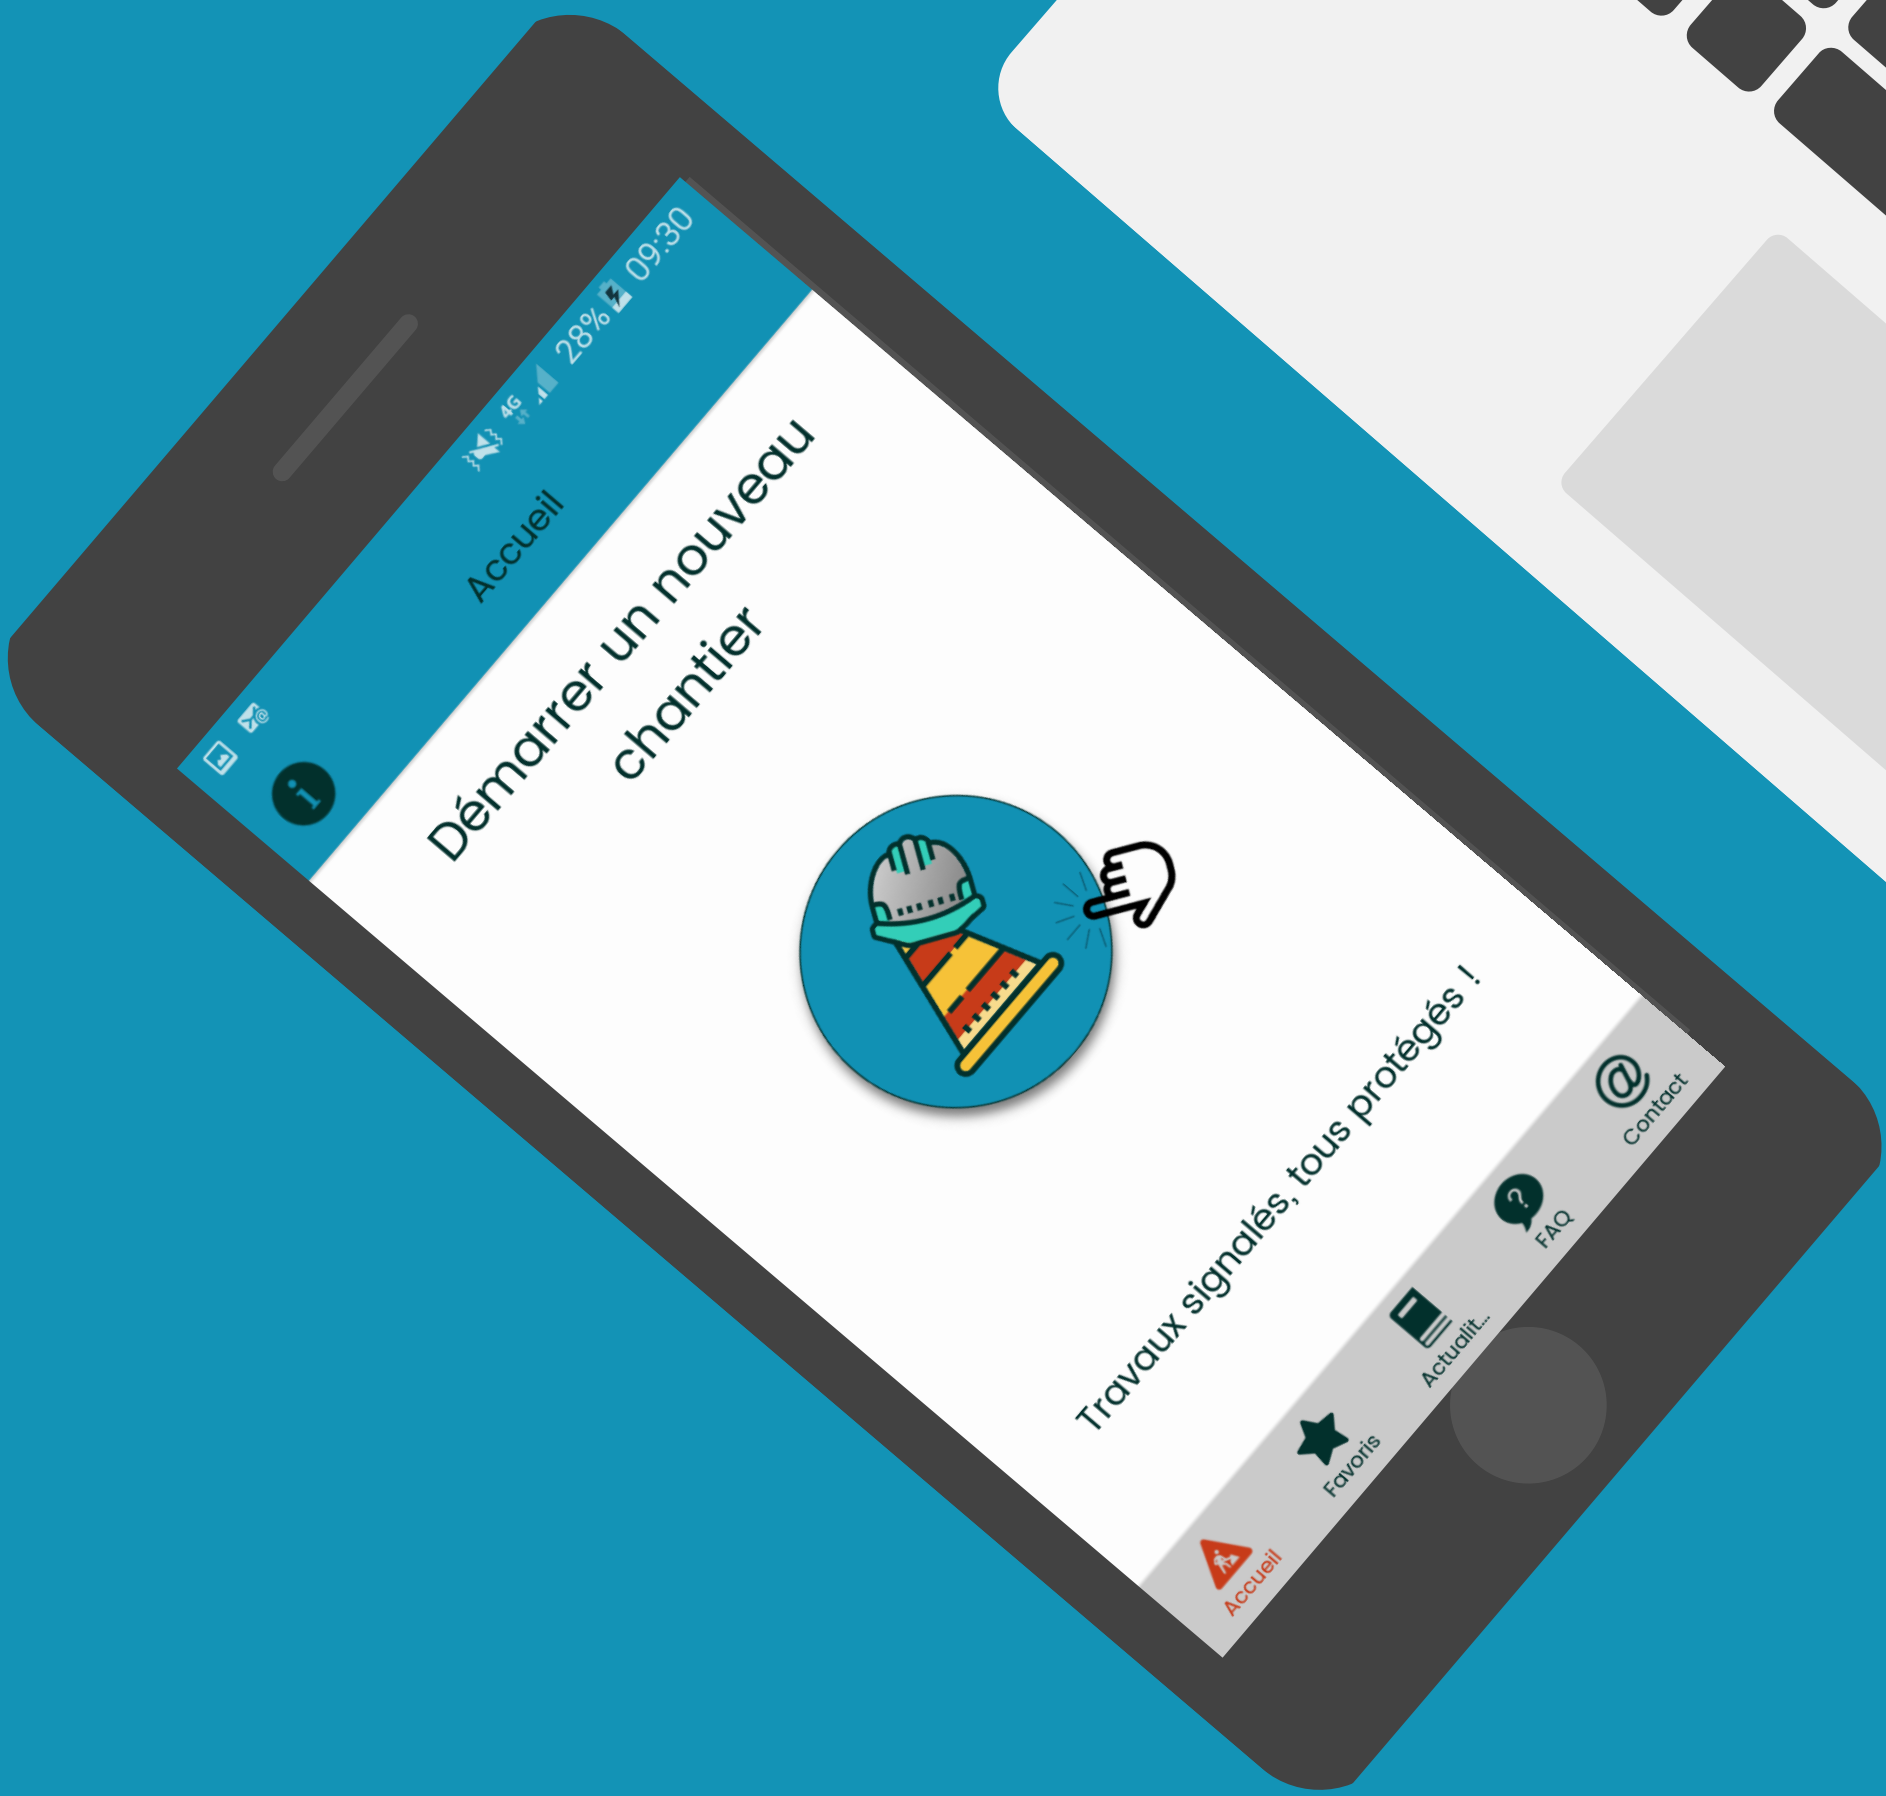 4G 28% 09:30
Accueil
Démarrer un nouveau
chantier
Travaux signalés, tous protégés !
Accueil
Favoris
Actualit...
FAQ
Contact